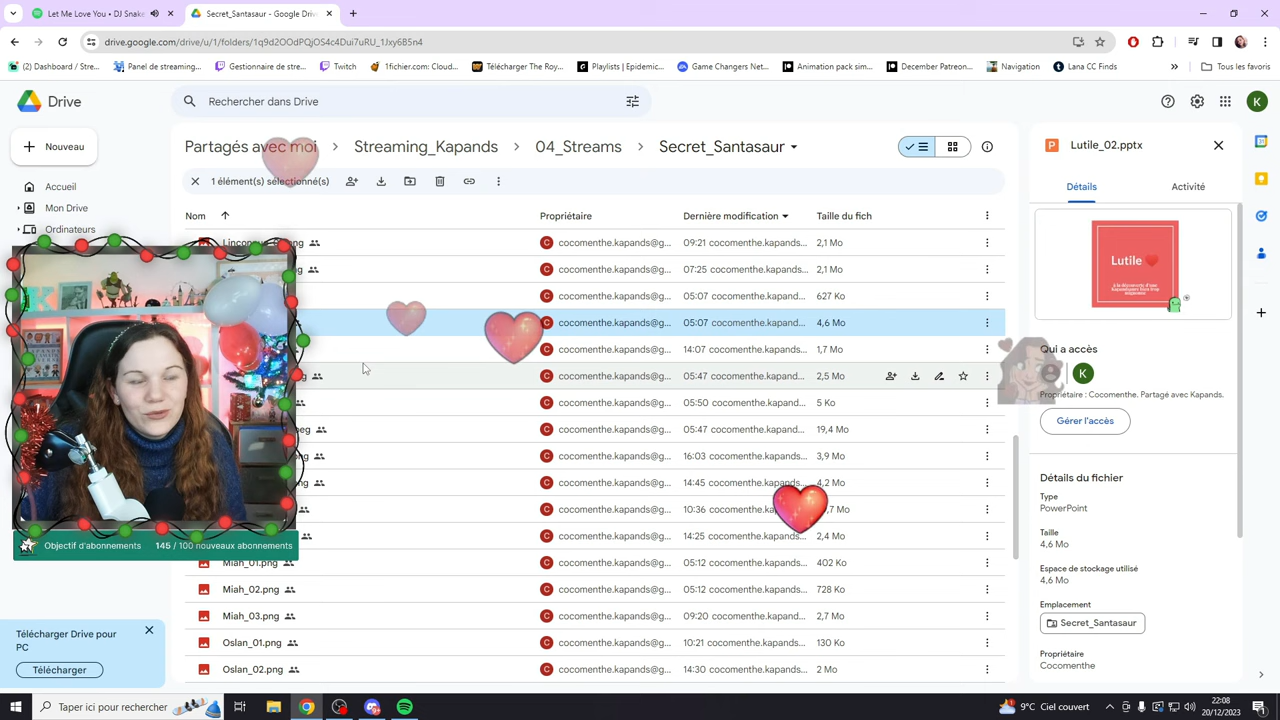 Let Me Love You • DJ Snake
Secret_Santasaur - Google Drive
drive.google.com/drive/u/1/folders/1q9d2OOdPQjOS4c4Dui7uRU_1Jxy6B5n4
(2) Dashboard / Stre...
Panel de streaming...
Gestionnaire de stre...
Twitch
1fichier.com: Cloud...
Télécharger The Roy...
Playlists | Epidemic...
Game Changers Net...
Animation pack sim...
December Patreon...
Navigation
Lana CC Finds
»
Tous les favoris
Drive
Rechercher dans Drive
K
Nouveau
Accueil
Mon Drive
Ordinateurs
Partagés avec moi > Streaming_Kapands > 04_Streams > Secret_Santasaur
1 élément(s) sélectionné(s)
Nom
Propriétaire
Dernière modification
Taille du fich
C cocomenthe.kapands@g... 09:21 cocomenthe.kapands... 2,1 Mo
ng C cocomenthe.kapands@g... 07:25 cocomenthe.kapands... 2,1 Mo
C cocomenthe.kapands@g... 05:07 cocomenthe.kapands... 627 Ko
cocomenthe.kapands@g... 05:07 cocomenthe.kapand... 4,6 Mo
C cocomenthe.kapands@g... 14:07 cocomenthe.kapands... 1,7 Mo
g C cocomenthe.kapands@g... 05:47 cocomenthe.kapand... 2,5 Mo
C cocomenthe.kapands@g... 05:50 cocomenthe.kapand... 5 Ko
peg C cocomenthe.kapands@g... 05:47 cocomenthe.kapand... 19,4 Mo
ng C cocomenthe.kapands@g... 16:03 cocomenthe.kapands... 3,9 Mo
ng C cocomenthe.kapands@g... 14:45 cocomenthe.kapands... 4,2 Mo
C cocomenthe.kapands@g... 10:36 cocomenthe.kapands... ,7 Mo
C cocomenthe.kapands@g... 14:25 cocomenthe.kapands... 2,4 Mo
Miah_01.png C cocomenthe.kapands@g... 05:12 cocomenthe.kapands... 402 Ko
Miah_02.png C cocomenthe.kapands@g... 05:12 cocomenthe.kapands... 728 Ko
Miah_03.png C cocomenthe.kapands@g... 09:20 cocomenthe.kapands... 2,7 Mo
Oslan_01.png C cocomenthe.kapands@g... 10:21 cocomenthe.kapands... 130 Ko
Oslan_02.png C cocomenthe.kapands@g... 14:30 cocomenthe.kapands... 2 Mo
Objectif d'abonnements 145 / 100 nouveaux abonnements
Télécharger Drive pour
PC
Télécharger
P Lutile_02.pptx
Détails
Activité
Lutile
Qui a accès
K
Propriétaire : Cocomenthe. Partagé avec Kapands.
Gérer l'accès
Détails du fichier
Type
PowerPoint
Taille
4,6 Mo
Espace de stockage utilisé
4,6 Mo
Emplacement
Secret_Santasaur
Propriétaire
Cocomenthe
Taper ici pour rechercher
9°C Ciel couvert
22:08
20/12/2023